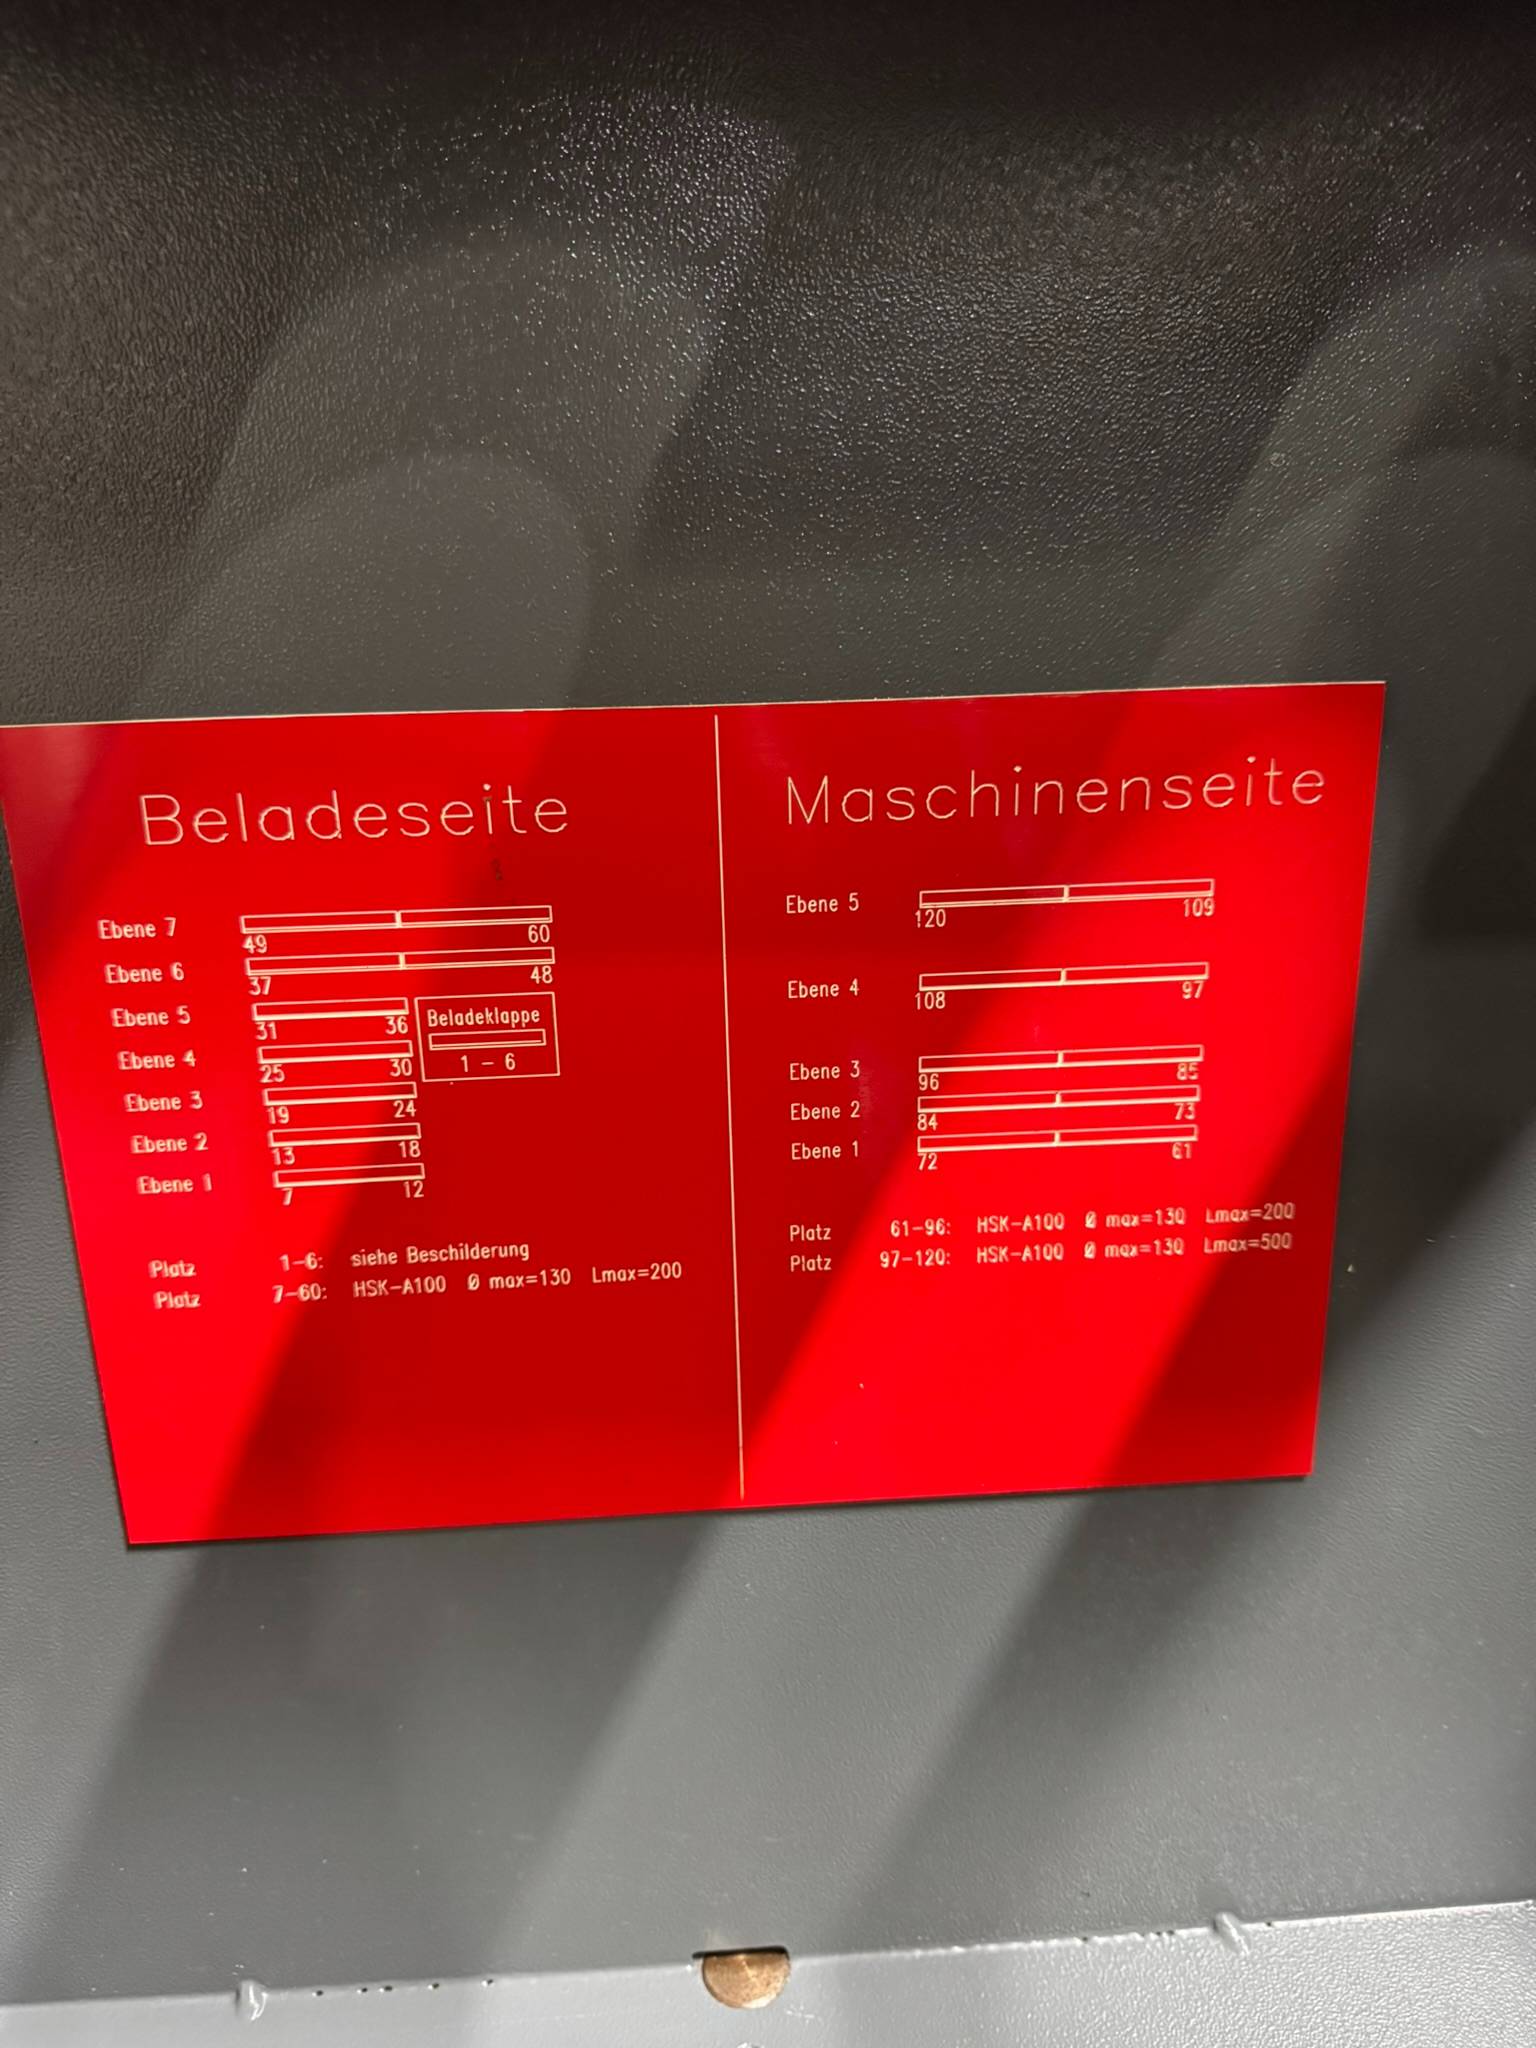 Beladeseite
Ebene 7
49 60
Ebene 6
37 48
Ebene 5
31 36
Ebene 4
25 30
Ebene 3
19 24
Ebene 2
13 18
Ebene 1
7 12
Beladeklappe
1 - 6
Platz 1-6: siehe Beschilderung
Platz 7-60: HSK-A100 Ø max=130 Lmax=200
Maschinenseite
Ebene 5
120 109
Ebene 4
108 97
Ebene 3
96 85
Ebene 2
84 73
Ebene 1
72 61
Platz 61-96: HSK-A100 Ø max=130 Lmax=200
Platz 97-120: HSK-A100 Ø max=130 Lmax=500